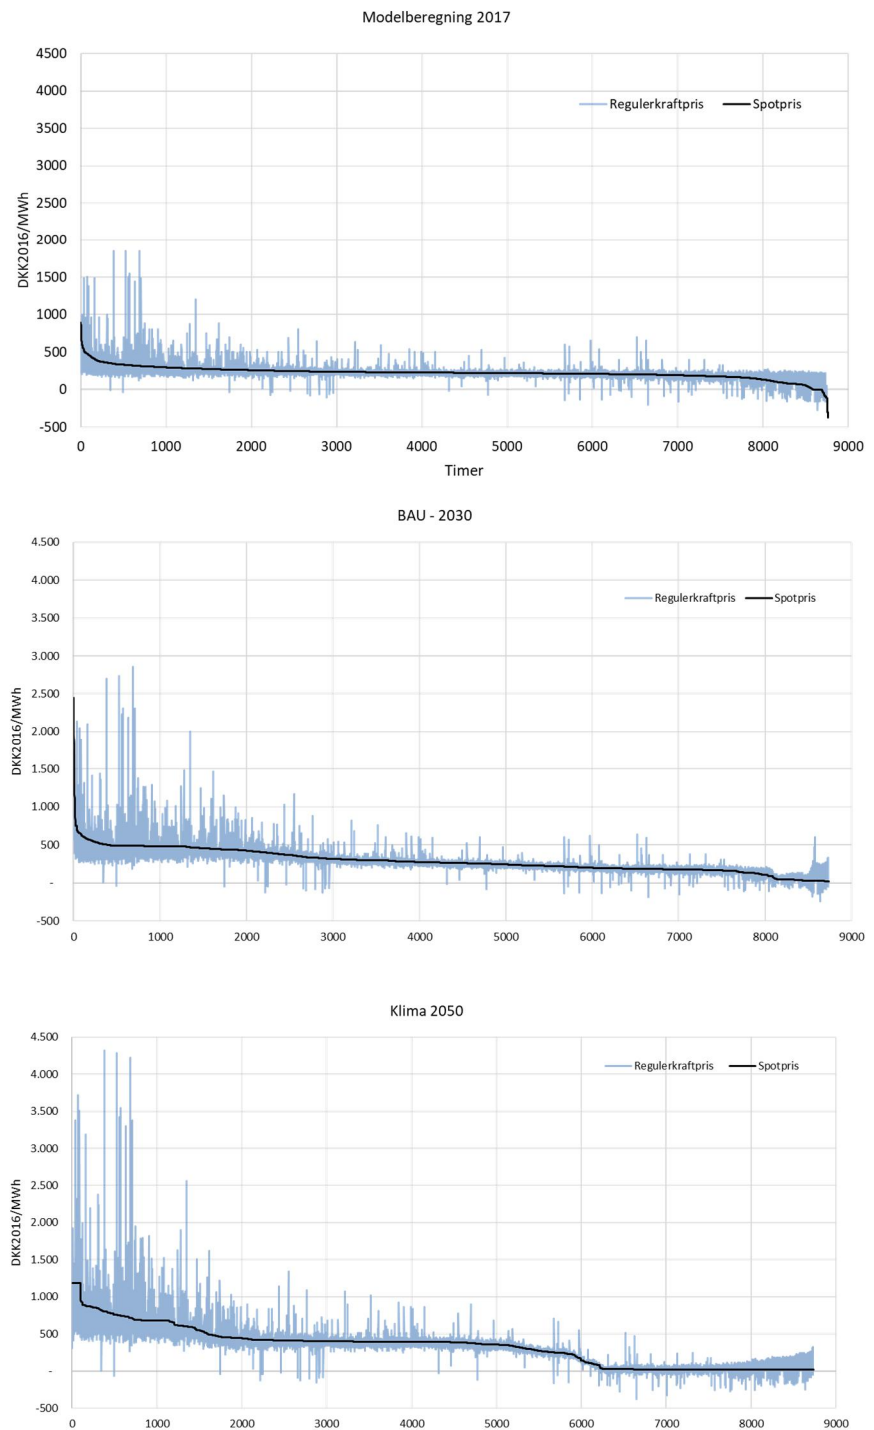 Modelberegning 2017
4500
4000
3500
3000
2500
2000
1500
1000
500
0
-500
DKK2016/MWh
Regulerkraftpris Spotpris
0 1000 2000 3000 4000 5000 6000 7000 8000 9000
Timer
BAU - 2030
4.500
4.000
3.500
3.000
2.500
2.000
1.500
1.000
500
-
-500
DKK2016/MWh
Regulerkraftpris Spotpris
0 1000 2000 3000 4000 5000 6000 7000 8000 9000
Klima 2050
4.500
4.000
3.500
3.000
2.500
2.000
1.500
1.000
500
-
-500
DKK2016/MWh
Regulerkraftpris Spotpris
0 1000 2000 3000 4000 5000 6000 7000 8000 9000